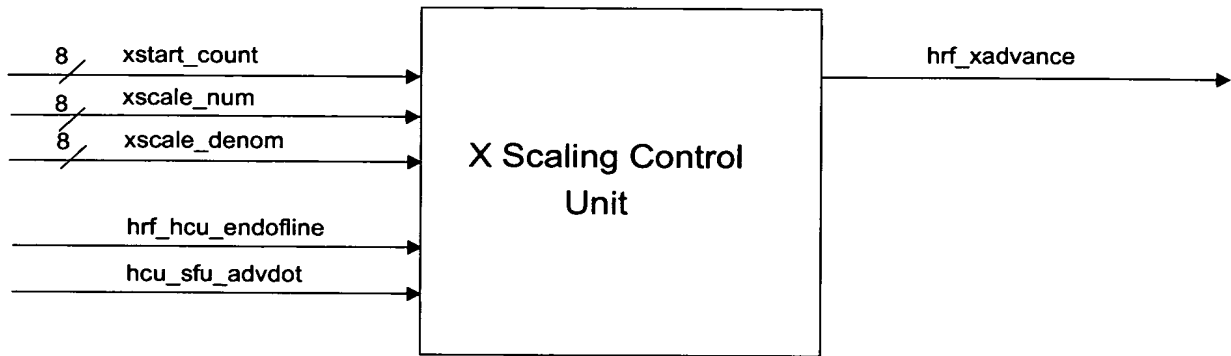 8 xstart_count
hrf_xadvance
8 xscale_num
8 xscale_denom
X Scaling Control
Unit
hrf_hcu_endofline
hcu_sfu_advdot